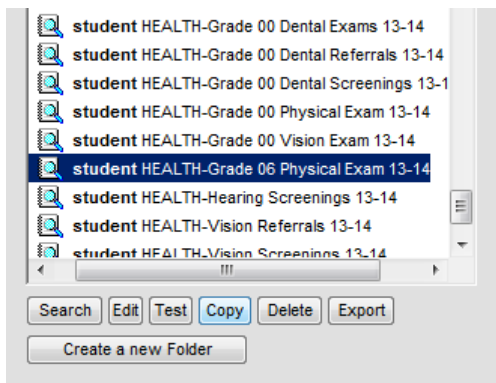 student HEALTH-Grade 00 Dental Exams 13-14
student HEALTH-Grade 00 Dental Referrals 13-14
student HEALTH-Grade 00 Dental Screenings 13-1
student HEALTH-Grade 00 Physical Exam 13-14
student HEALTH-Grade 00 Vision Exam 13-14
student HEALTH-Grade 06 Physical Exam 13-14
student HEALTH-Hearing Screenings 13-14
student HEALTH-Vision Referrals 13-14
student HEALTH-Vision Screenings 13-14
Search Edit Test Copy Delete Export
Create a new Folder